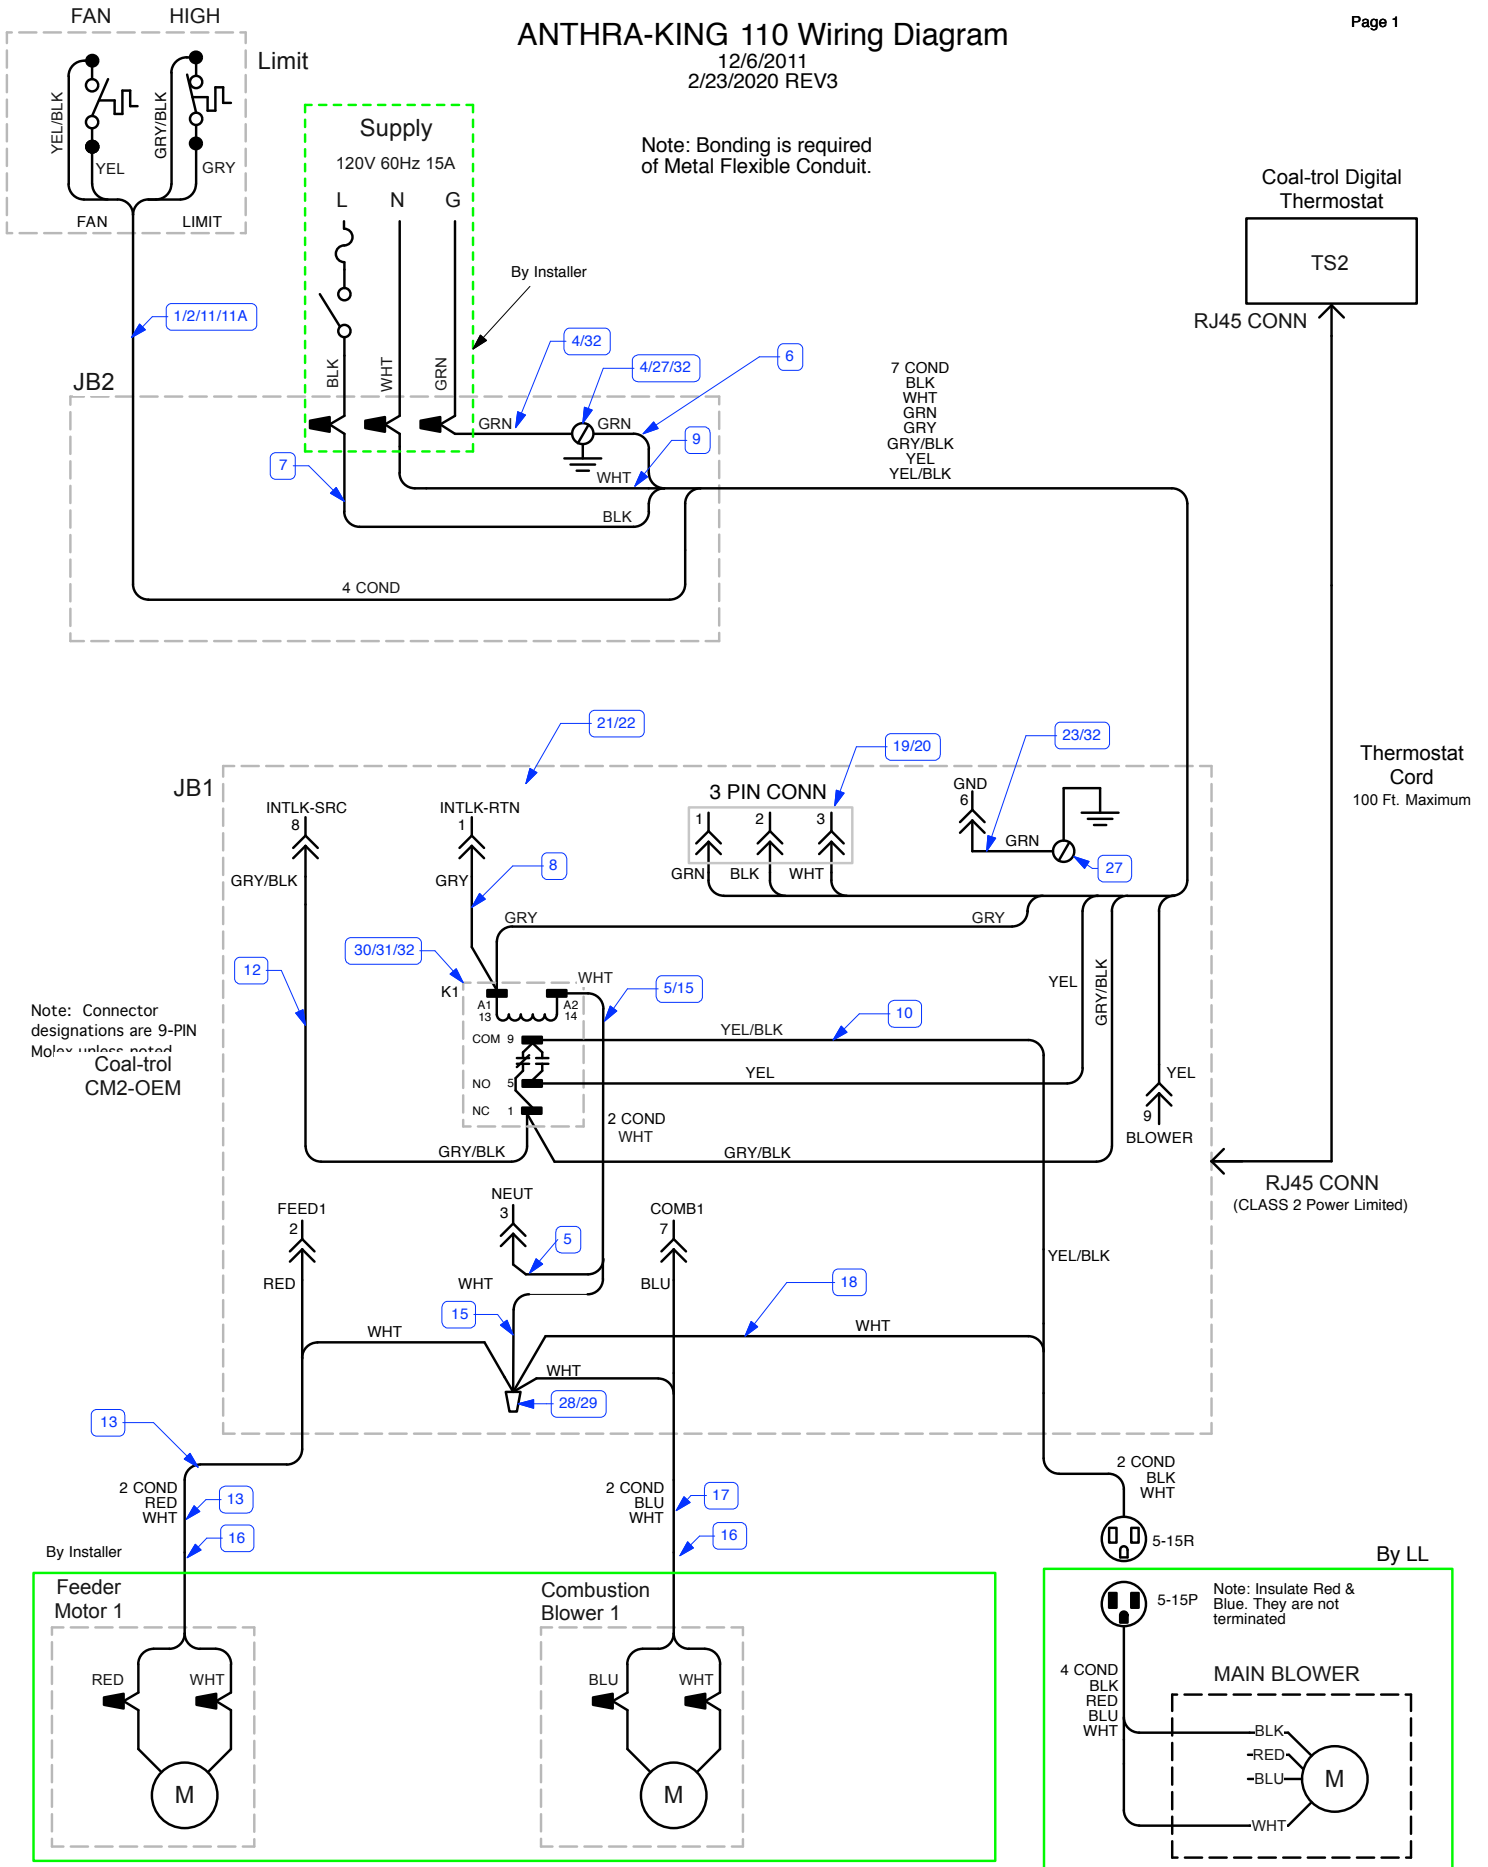 FAN
HIGH
ANTHRA-KING 110 Wiring Diagram
12/6/2011
2/23/2020 REV3
Page 1
Limit
YEL/BLK
YEL
GRY/BLK
GRY
FAN
LIMIT
Supply
120V 60Hz 15A
L
N
G
Note: Bonding is required
of Metal Flexible Conduit.
Coal-trol Digital
Thermostat
TS2
RJ45 CONN
By Installer
1/2/11/11A
4/32
4/27/32
6
JB2
BLK
WHT
GRN
GRN
GRN
9
7
WHT
BLK
4 COND
7 COND
BLK
WHT
GRN
GRY
GRY/BLK
YEL
YEL/BLK
21/22
19/20
23/32
Thermostat
Cord
100 Ft. Maximum
JB1
INTLK-SRC
8
INTLK-RTN
1
3 PIN CONN
1
2
3
GND
6
GRN
27
GRY/BLK
GRY
8
GRN
BLK
WHT
GRY
GRY
30/31/32
12
K1
WHT
5/15
A1
13
A2
14
10
YEL
GRY/BLK
COM 9
YEL/BLK
NO 5
YEL
NC 1
2 COND
WHT
YEL
9
BLOWER
Note: Connector
designations are 9-PIN
Molex unless noted
Coal-trol
CM2-OEM
GRY/BLK
GRY/BLK
RJ45 CONN
(CLASS 2 Power Limited)
FEED1
2
NEUT
3
COMB1
7
5
RED
WHT
BLU
YEL/BLK
18
15
WHT
WHT
WHT
28/29
13
2 COND
RED
WHT
13
16
2 COND
BLU
WHT
17
16
2 COND
BLK
WHT
5-15R
By Installer
By LL
Feeder
Motor 1
Combustion
Blower 1
5-15P
Note: Insulate Red &
Blue. They are not
terminated
RED
WHT
M
BLU
WHT
M
4 COND
BLK
RED
BLU
WHT
MAIN BLOWER
BLK
RED
BLU
WHT
M